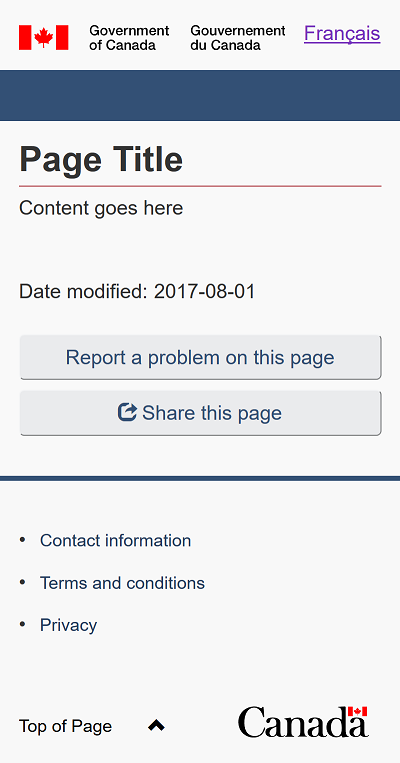 Government of Canada
Gouvernement du Canada
Français
Page Title
Content goes here
Date modified: 2017-08-01
Report a problem on this page
Share this page
• Contact information
• Terms and conditions
• Privacy
Top of Page
Canada